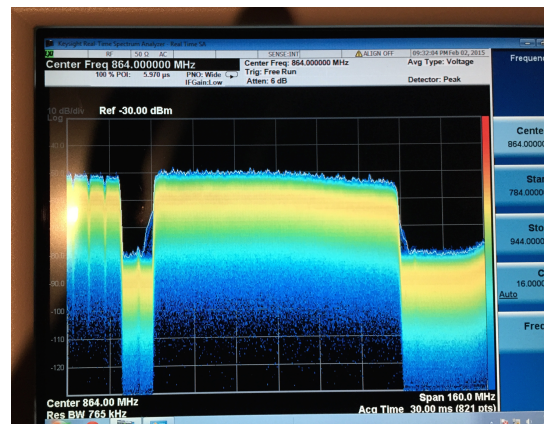 Keysight Real-Time Spectrum Analyzer - Real Time SA
RF 50 Ω AC SENSE:INT ALIGN OFF 09:32:04 PM Feb 02, 2015
Center Freq 864.000000 MHz
Center Freq: 864.000000 MHz
Avg Type: Voltage
100 % POI: 5.970 µs
PNO: Wide
Trig: Free Run
IFGain:Low
Atten: 6 dB
Detector: Peak
10 dB/div
Ref -30.00 dBm
Log
-40.0
-90.0
-100
-110
-120
Center 864.00 MHz
Span 160.0 MHz
Res BW 765 kHz
Acq Time 30.00 ms (821 pts)
Frequen
Cente
864.0000
Star
784.0000
Sto
944.0000
C
16.0000
Auto
Freq